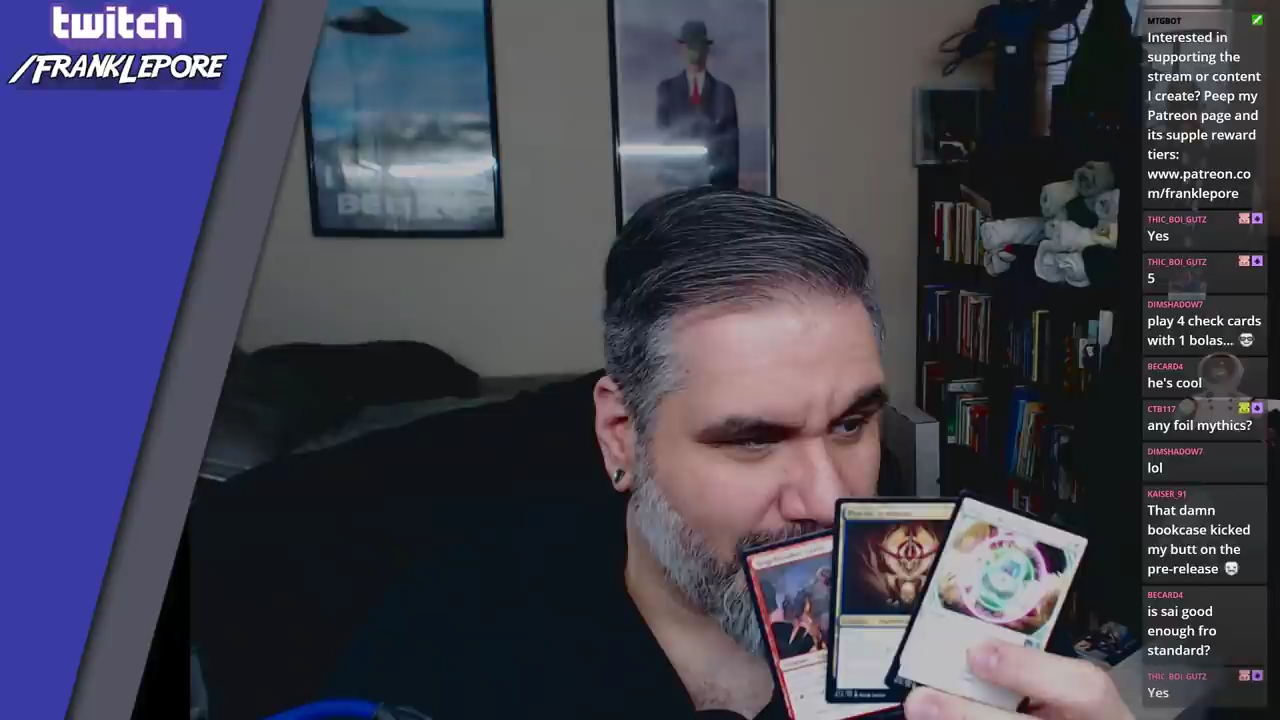 twitch
/FRANKLEPORE
BELIEVE
MTGBOT
Interested in
supporting the
stream or content
I create? Peep my
Patreon page and
its supple reward
tiers:
www.patreon.co
m/franklepore
THIC_BOI_GUTZ
Yes
THIC_BOI_GUTZ
5
DIMSHADOW7
play 4 check cards
with 1 bolas...
BECARD4
he's cool
CTB117
any foil mythics?
DIMSHADOW7
lol
KAISER_91
That damn
bookcase kicked
my butt on the
pre-release
BECARD4
is sai good
enough fro
standard?
THIC_BOI_GUTZ
Yes